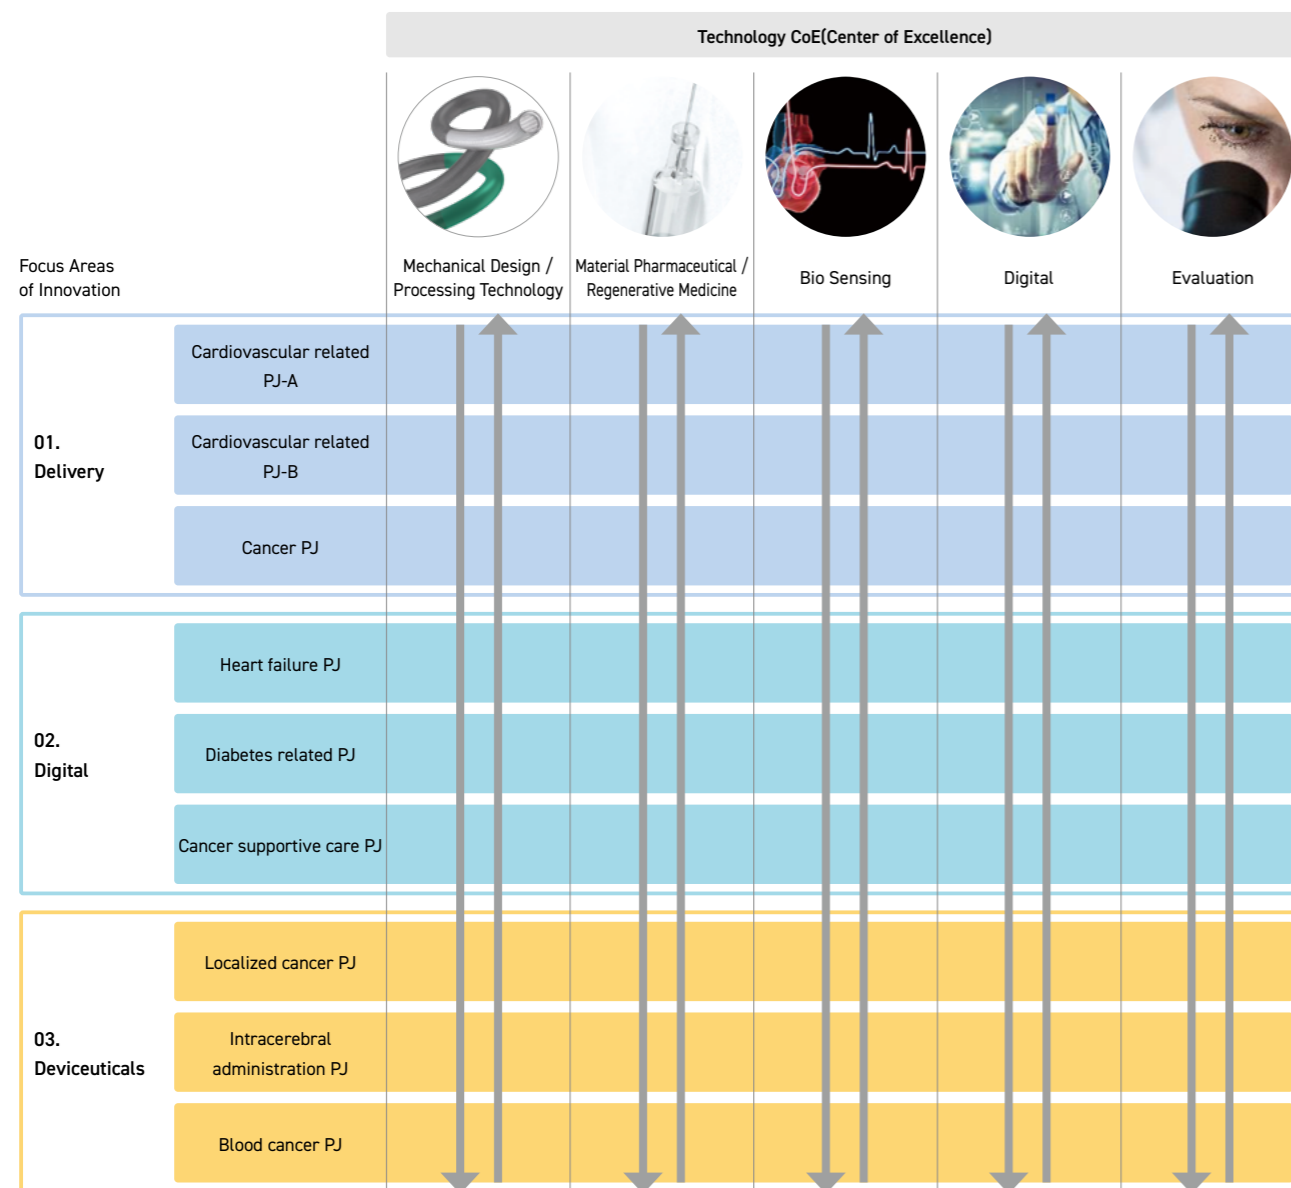 Technology CoE(Center of Excellence)
Focus Areas
of Innovation
Mechanical Design /
Processing Technology
Material Pharmaceutical /
Regenerative Medicine
Bio Sensing
Digital
Evaluation
01.
Delivery
Cardiovascular related
PJ-A
Cardiovascular related
PJ-B
Cancer PJ
02.
Digital
Heart failure PJ
Diabetes related PJ
Cancer supportive care PJ
03.
Deviceuticals
Localized cancer PJ
Intracerebral
administration PJ
Blood cancer PJ